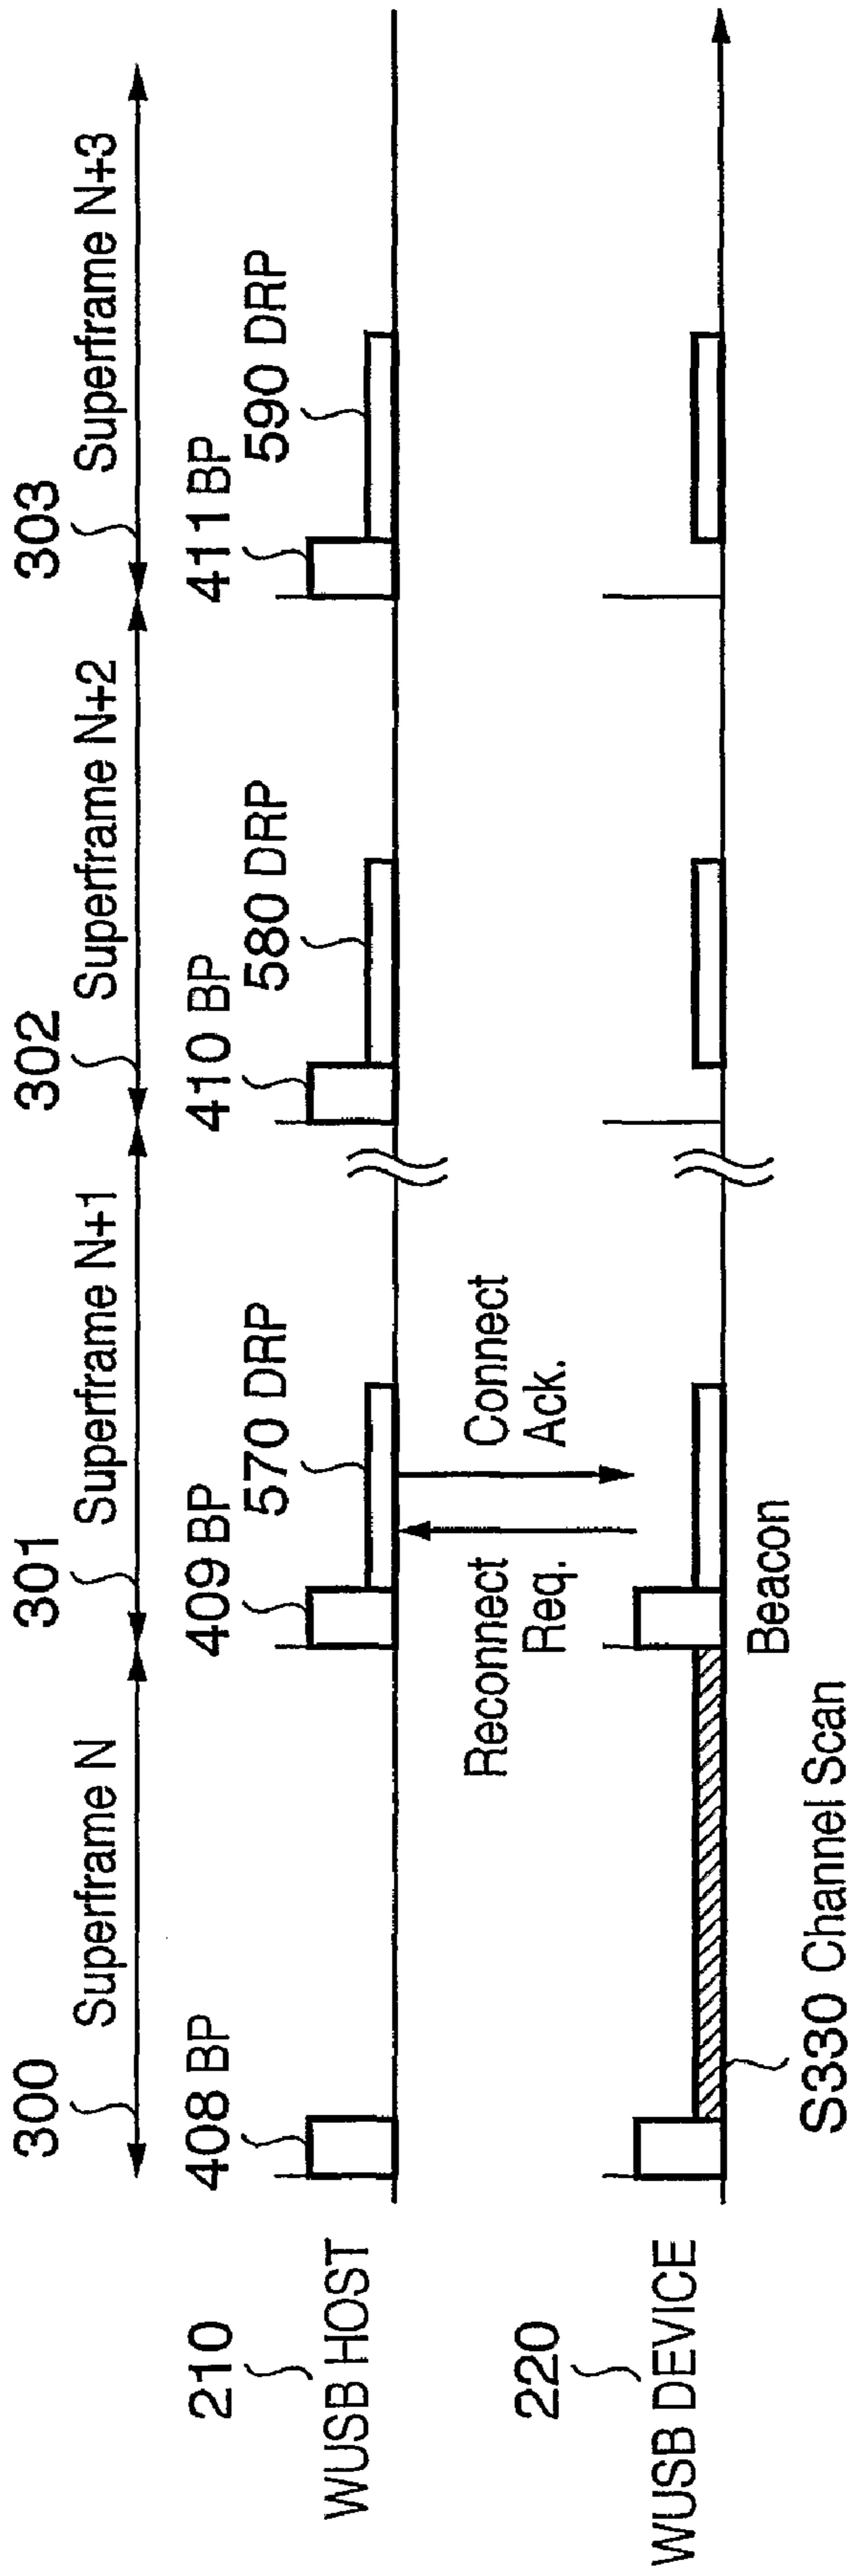 300
Superframe N
301
Superframe N+1
302
Superframe N+2
303
Superframe N+3
210
WUSB HOST
408 BP
409 BP
570 DRP
410 BP
580 DRP
411 BP
590 DRP
Reconnect
Req.
Connect
Ack.
220
WUSB DEVICE
Beacon
S330 Channel Scan